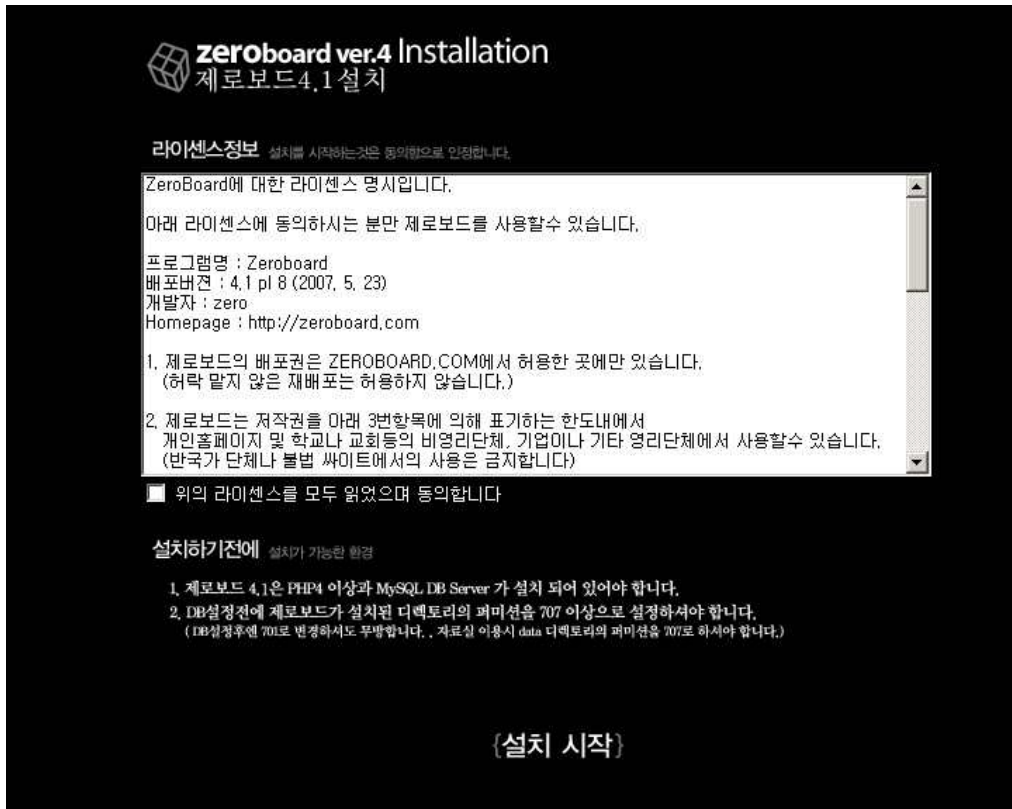 zeroboard ver.4 Installation
제로보드4.1설치
라이센스정보 설치를 시작하는것은 동의함으로 인정합니다.
ZeroBoard에 대한 라이센스 명시입니다.
아래 라이센스에 동의하시는 분만 제로보드를 사용할수 있습니다.
프로그램명 : Zeroboard
배포버젼 : 4.1 pl 8 (2007. 5. 23)
개발자 : zero
Homepage : http://zeroboard.com
1. 제로보드의 배포권은 ZEROBOARD.COM에서 허용한 곳에만 있습니다.
(허락 맡지 않은 재배포는 허용하지 않습니다.)
2. 제로보드는 저작권을 아래 3번항목에 의해 표기하는 한도내에서
개인홈페이지 및 학교나 교회등의 비영리단체, 기업이나 기타 영리단체에서 사용할수 있습니다.
(반국가 단체나 불법 싸이트에서의 사용은 금지합니다)
위의 라이센스를 모두 읽었으며 동의합니다
설치하기전에 설치가 가능한 환경
1. 제로보드 4.1은 PHP4 이상과 MySQL DB Server 가 설치 되어 있어야 합니다.
2. DB설정전에 제로보드가 설치된 디렉토리의 퍼미션을 707 이상으로 설정하셔야 합니다.
( DB설정후엔 701로 변경하셔도 무방합니다. , 자료실 이용시 data 디렉토리의 퍼미션을 707로 하셔야 합니다.)
{설치 시작}